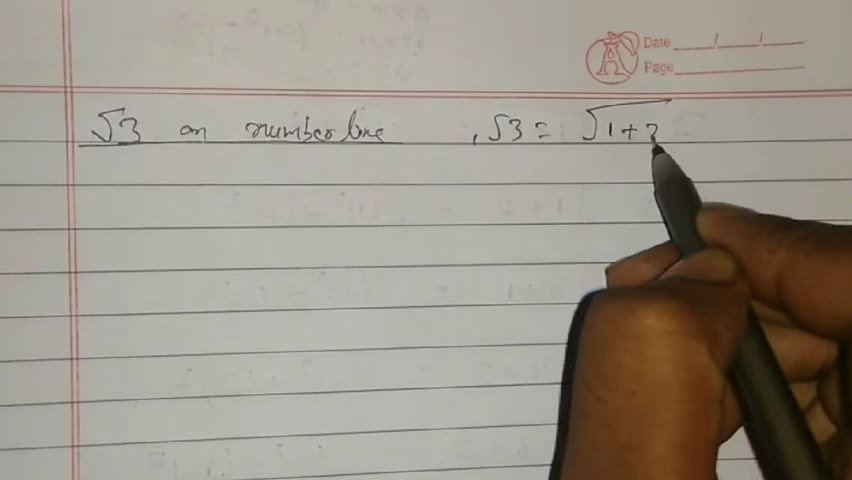 Date
Page
√3 on number line , √3 = √1+2